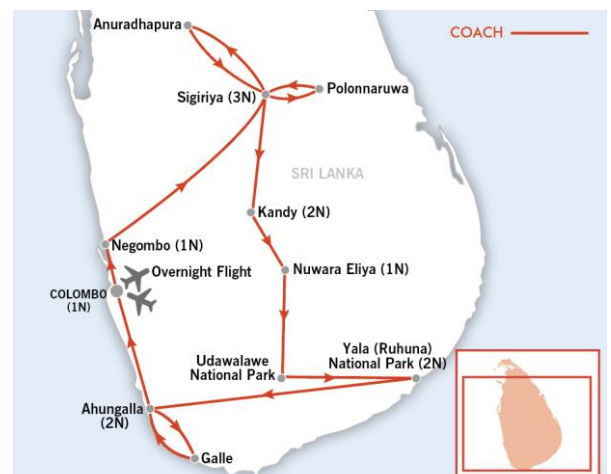 Anuradhapura
COACH
Sigiriya (3N)
Polonnaruwa
SRI LANKA
Kandy (2N)
Negombo (1N)
Nuwara Eliya (1N)
Overnight Flight
COLOMBO
(1N)
Udawalawe
National Park
Yala (Ruhuna)
National Park (2N)
Ahungalla
(2N)
Galle